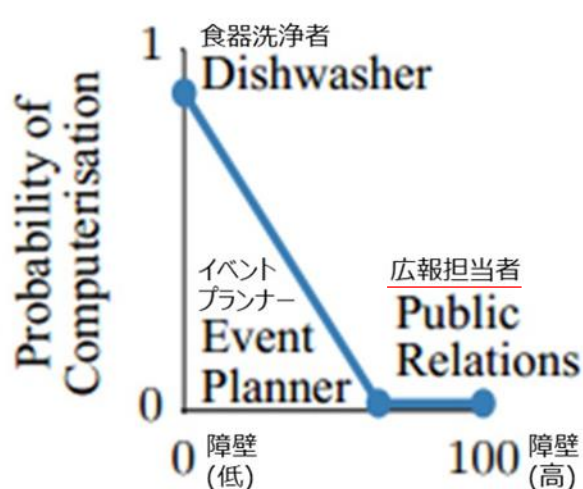 Probability of
Computerisation
1
食器洗浄者
Dishwasher
イベント
プランナー
Event
Planner
広報担当者
Public
Relations
0
0 障壁
(低)
100 障壁
(高)